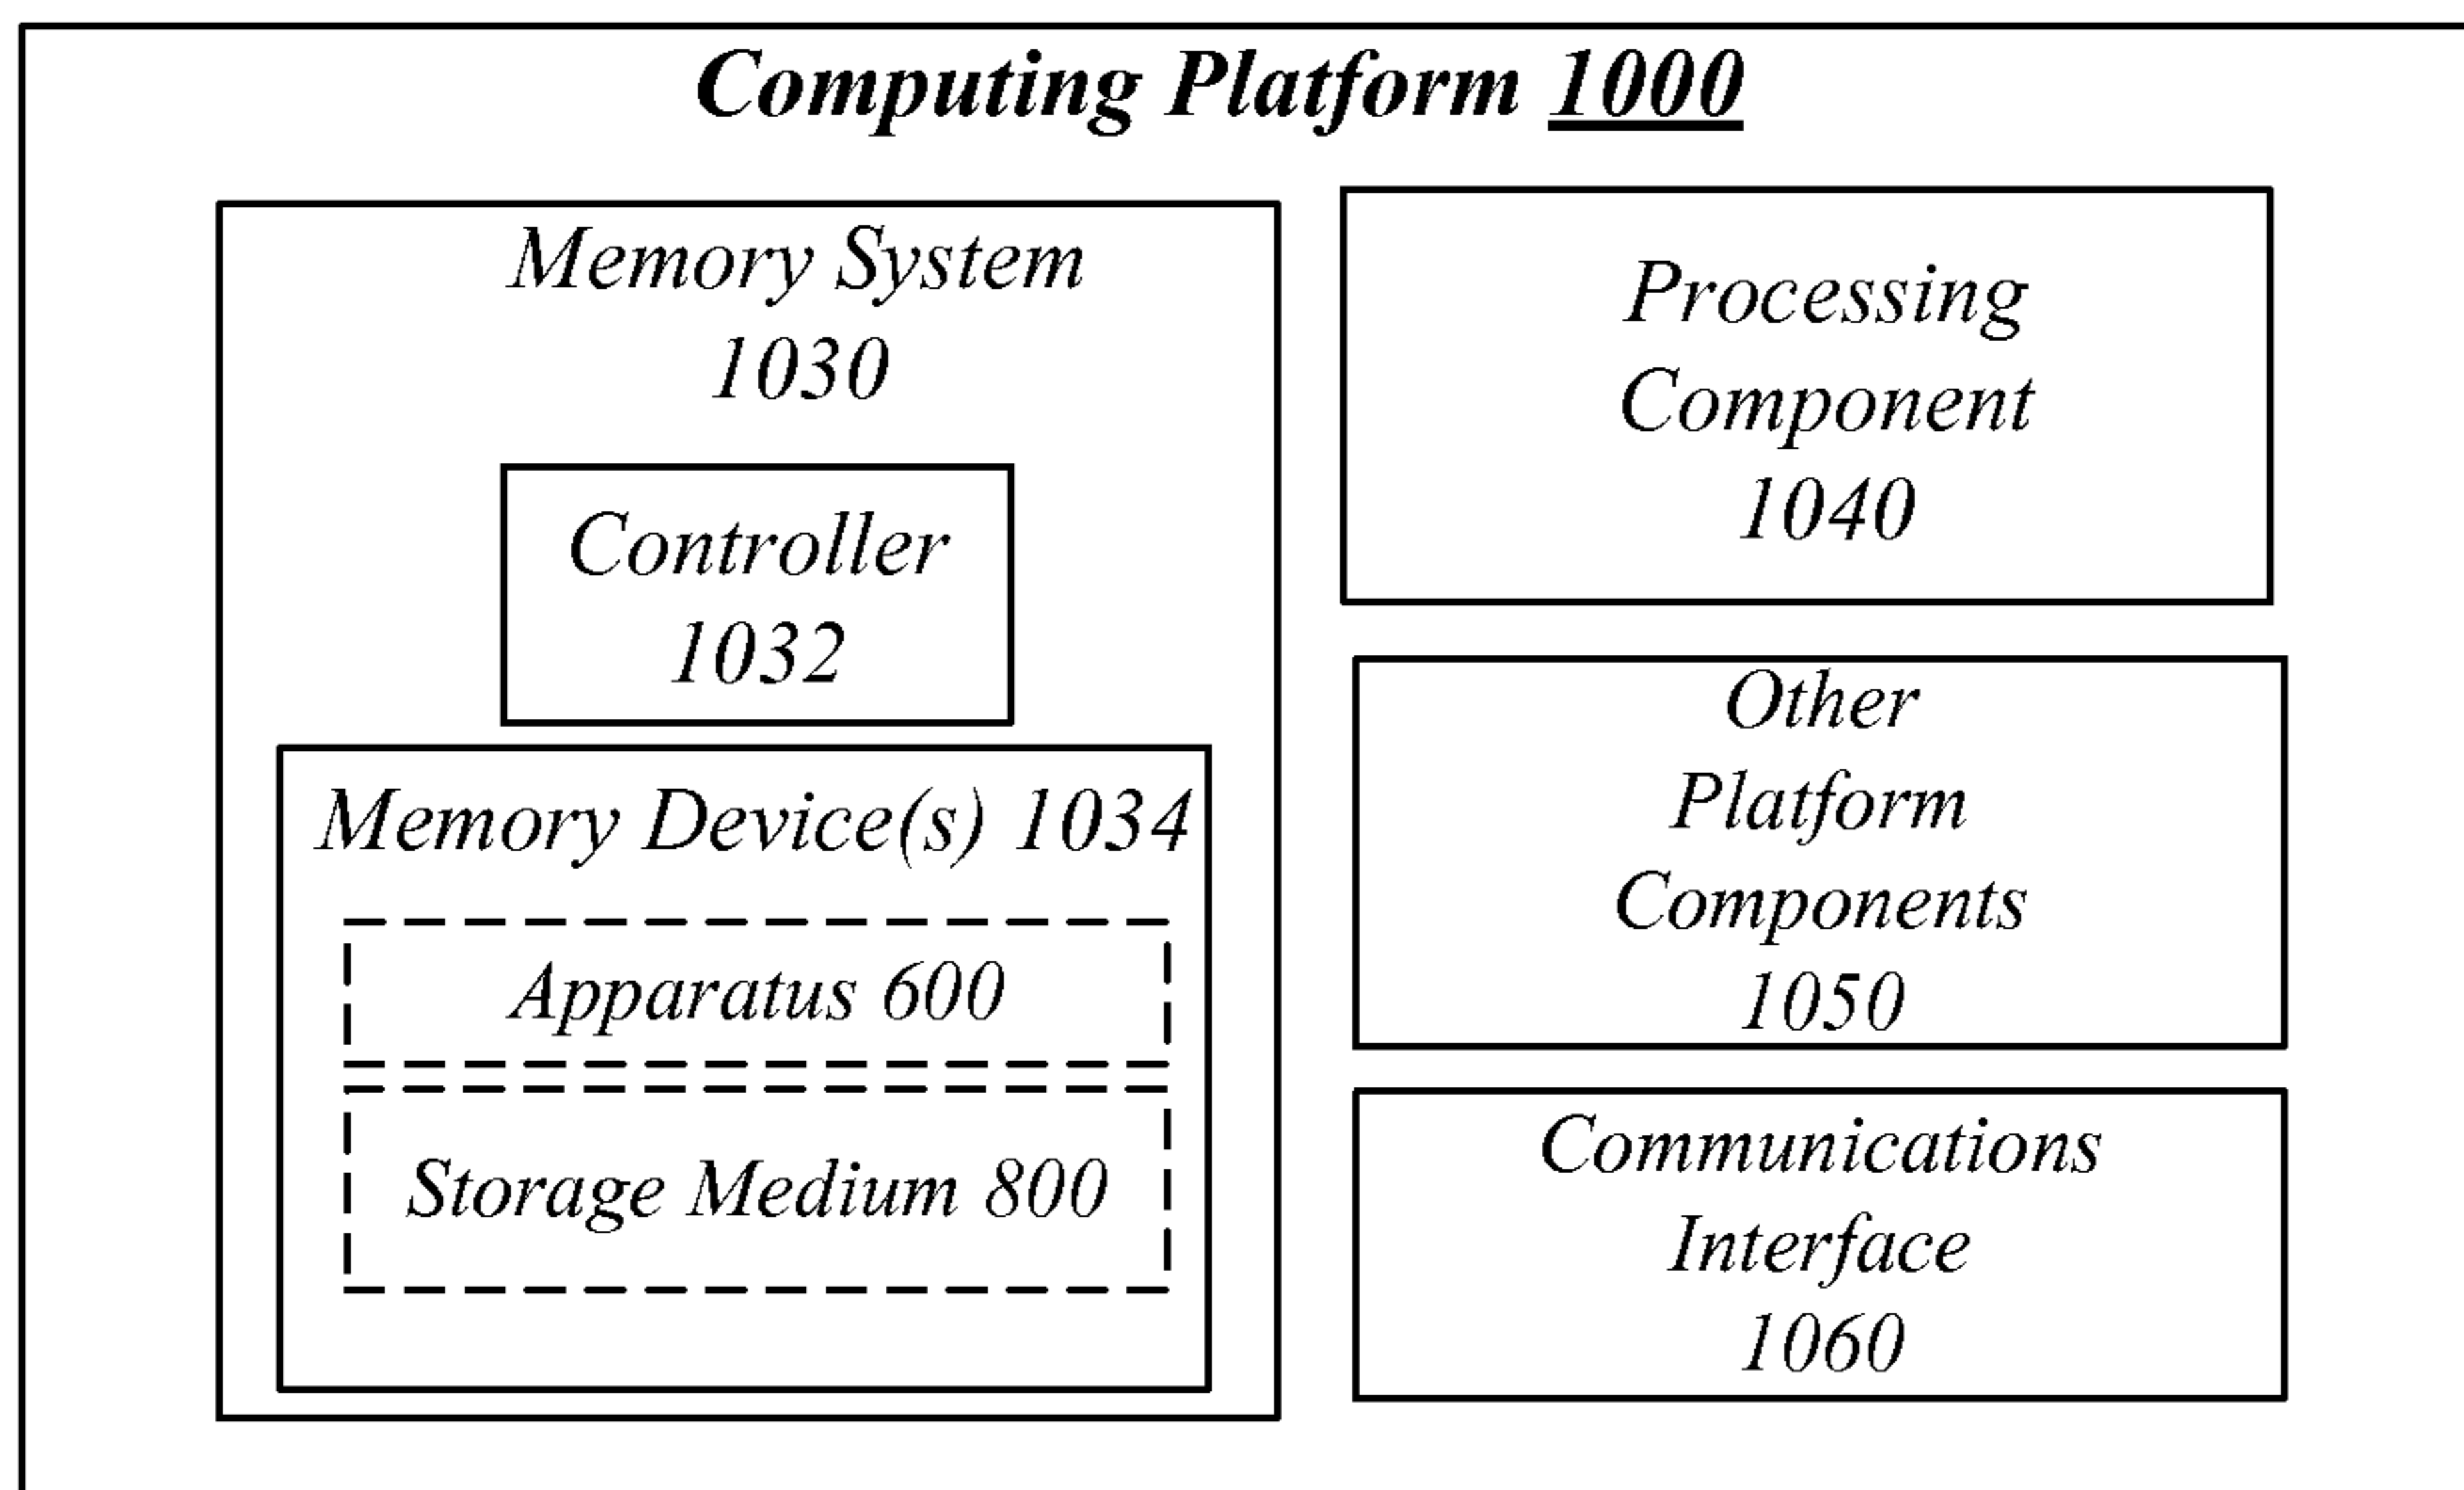 Computing Platform 1000
Memory System
1030
Controller
1032
Memory Device(s) 1034
Apparatus 600
Storage Medium 800
Processing
Component
1040
Other
Platform
Components
1050
Communications
Interface
1060